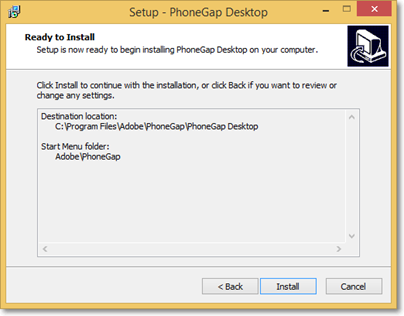 Setup - PhoneGap Desktop
Ready to Install
Setup is now ready to begin installing PhoneGap Desktop on your computer.
Click Install to continue with the installation, or click Back if you want to review or
change any settings.
Destination location:
C:\Program Files\Adobe\PhoneGap\PhoneGap Desktop
Start Menu folder:
Adobe\PhoneGap
< Back
Install
Cancel